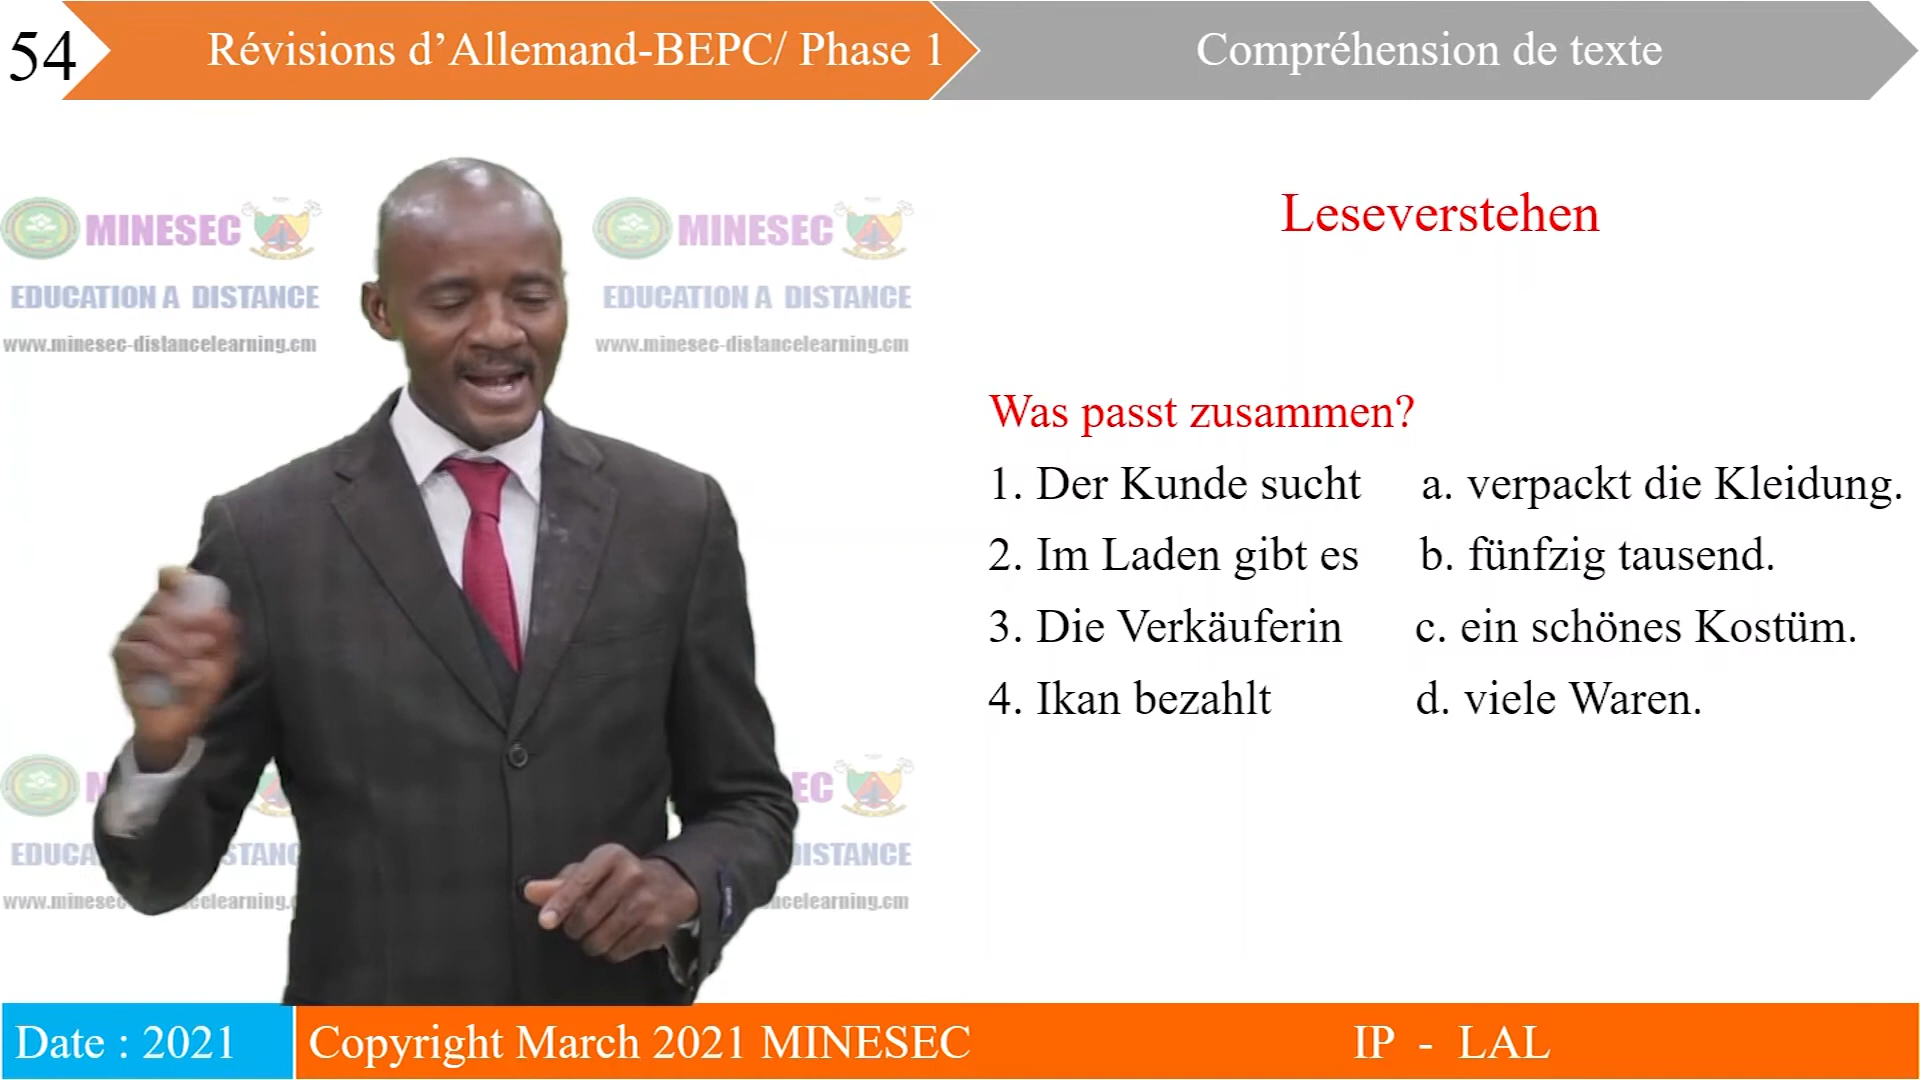 54
Révisions d’Allemand-BEPC/ Phase 1
Compréhension de texte
MINESEC
EDUCATION A DISTANCE
www.minesec-distancelearning.cm
MINESEC
EDUCATION A DISTANCE
www.minesec-distancelearning.cm
Leseverstehen
Was passt zusammen?
1. Der Kunde sucht a. verpackt die Kleidung.
2. Im Laden gibt es b. fünfzig tausend.
3. Die Verkäuferin c. ein schönes Kostüm.
4. Ikan bezahlt d. viele Waren.
Date : 2021
Copyright March 2021 MINESEC
IP - LAL